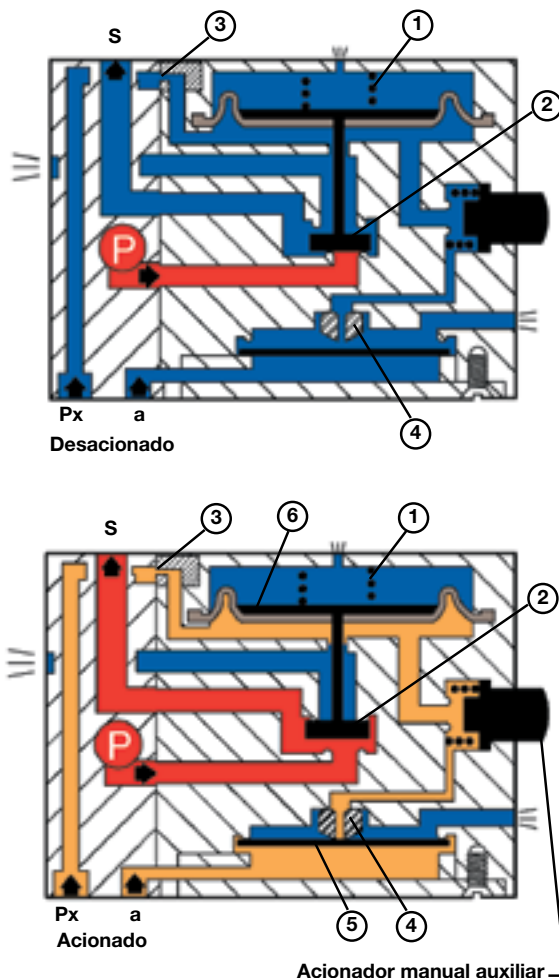 S
3
1
2
P
4
Px a
Desacionado
S
3
6
1
2
P
Px a
5
4
Acionado
Acionador manual auxiliar